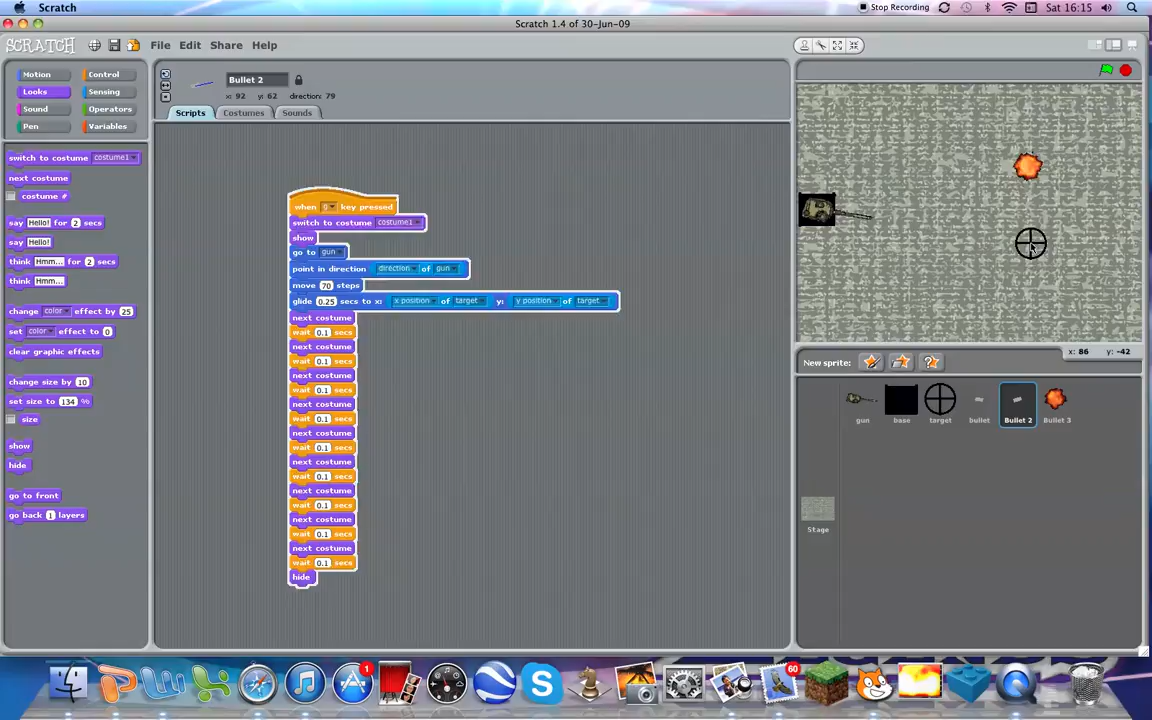 Scratch
Stop Recording
Sat 16:15
Scratch 1.4 of 30-Jun-09
SCRATCH
File Edit Share Help
Motion
Control
Looks
Sensing
Sound
Operators
Pen
Variables
switch to costume costume1
next costume
costume #
say Hello! for 2 secs
say Hello!
think Hmm... for 2 secs
think Hmm...
change color effect by 25
set color effect to 0
clear graphic effects
change size by 10
set size to 134 %
size
show
hide
go to front
go back 1 layers
Bullet 2
x: 92 y: 62 direction: 79
Scripts Costumes Sounds
when g key pressed
switch to costume costume1
show
go to gun
point in direction direction of gun
move 70 steps
glide 0.25 secs to x: x position of target y: y position of target
next costume
wait 0.1 secs
next costume
wait 0.1 secs
next costume
wait 0.1 secs
next costume
wait 0.1 secs
next costume
wait 0.1 secs
next costume
wait 0.1 secs
next costume
wait 0.1 secs
next costume
wait 0.1 secs
next costume
wait 0.1 secs
hide
x: 86 y: -42
New sprite:
gun
base
target
bullet
Bullet 2
Bullet 3
Stage
1
60